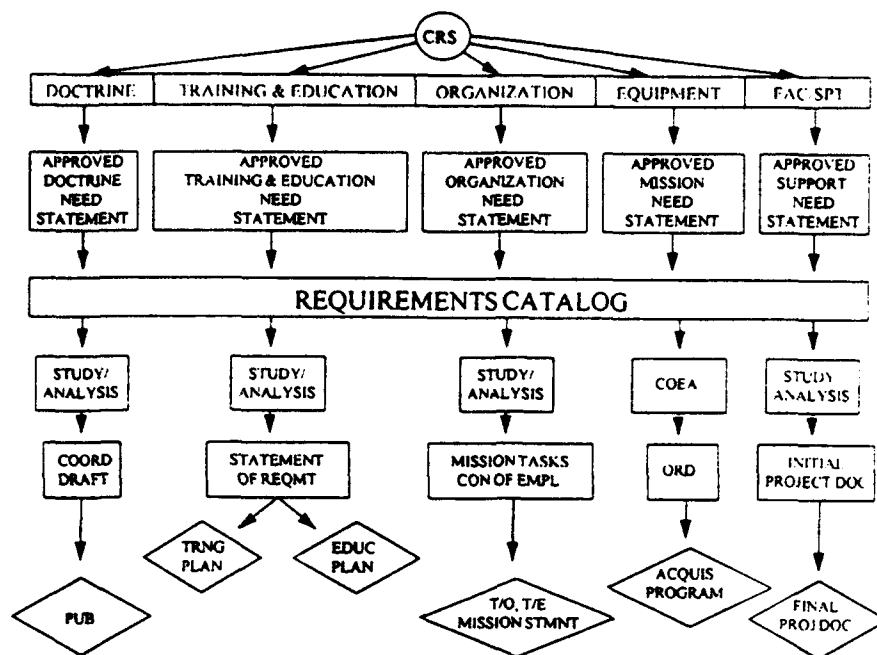 CRS
DOCTRINE TRAINING & EDUCATION ORGANIZATION EQUIPMENT FAC/SPT
APPROVED
DOCTRINE
NEED
STATEMENT
APPROVED
TRAINING & EDUCATION
NEED
STATEMENT
APPROVED
ORGANIZATION
NEED
STATEMENT
APPROVED
MISSION
NEED
STATEMENT
APPROVED
SUPPORT
NEED
STATEMENT
REQUIREMENTS CATALOG
STUDY/
ANALYSIS
STUDY/
ANALYSIS
STUDY/
ANALYSIS
COEA
STUDY
ANALYSIS
COORD
DRAFT
STATEMENT
OF REQMT
MISSION TASKS
CON OF EMPL
ORD
INITIAL
PROJECT DOC
TRNG
PLAN
EDUC
PLAN
ACQUIS
PROGRAM
PUB
T/O, T/E
MISSION STMNT
FINAL
PROJ DOC